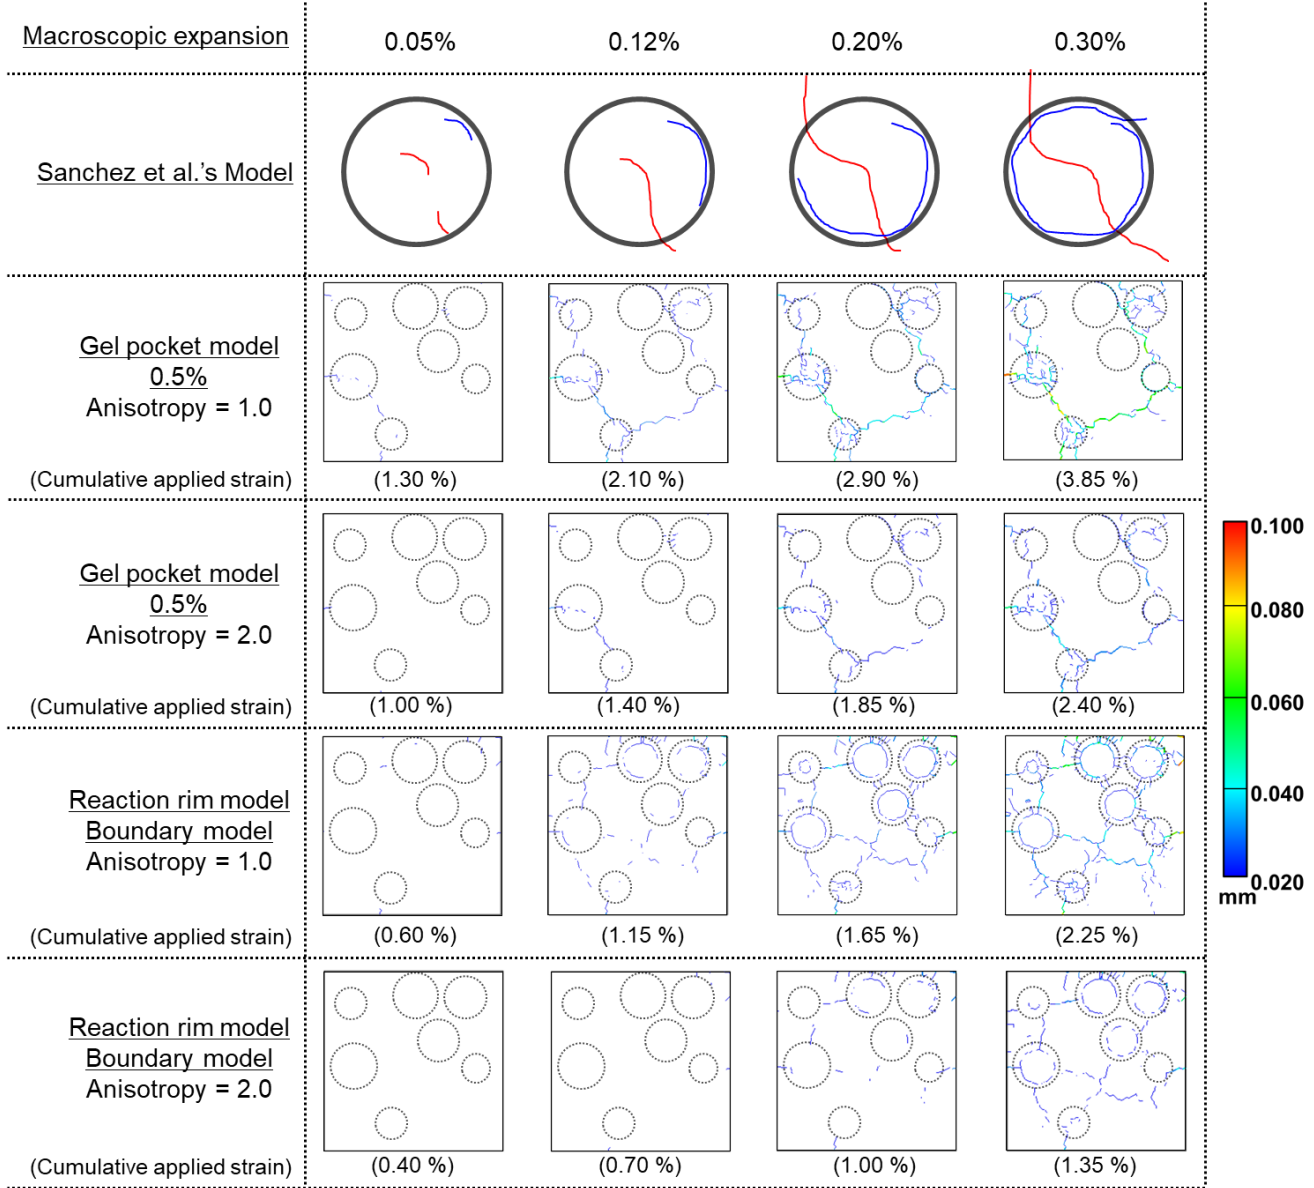 Macroscopic expansion 0.05% 0.12% 0.20% 0.30%
Sanchez et al.'s Model
Gel pocket model
0.5%
Anisotropy = 1.0
(Cumulative applied strain) (1.30 %) (2.10 %) (2.90 %) (3.85 %)
Gel pocket model
0.5%
Anisotropy = 2.0
(Cumulative applied strain) (1.00 %) (1.40 %) (1.85 %) (2.40 %)
Reaction rim model
Boundary model
Anisotropy = 1.0
(Cumulative applied strain) (0.60 %) (1.15 %) (1.65 %) (2.25 %)
Reaction rim model
Boundary model
Anisotropy = 2.0
(Cumulative applied strain) (0.40 %) (0.70 %) (1.00 %) (1.35 %)
0.100
0.080
0.060
0.040
0.020
mm